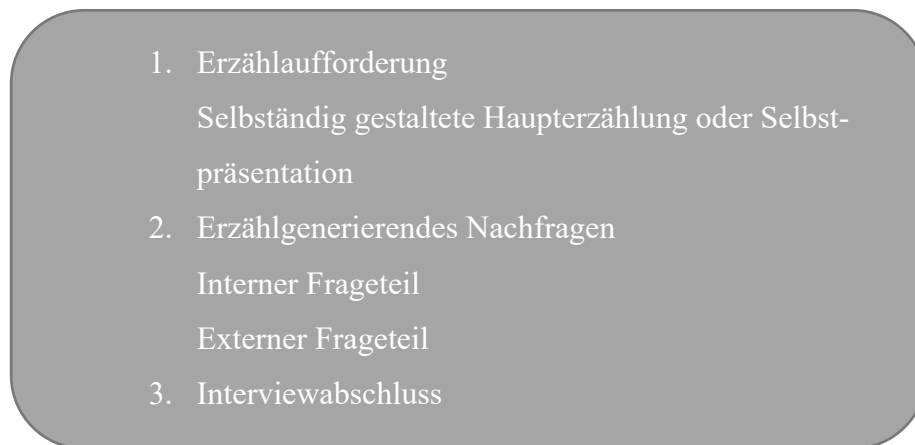 1. Erzählaufforderung
Selbständig gestaltete Haupterzählung oder Selbst-
präsentation
2. Erzählgenerierendes Nachfragen
Interner Frageteil
Externer Frageteil
3. Interviewabschluss